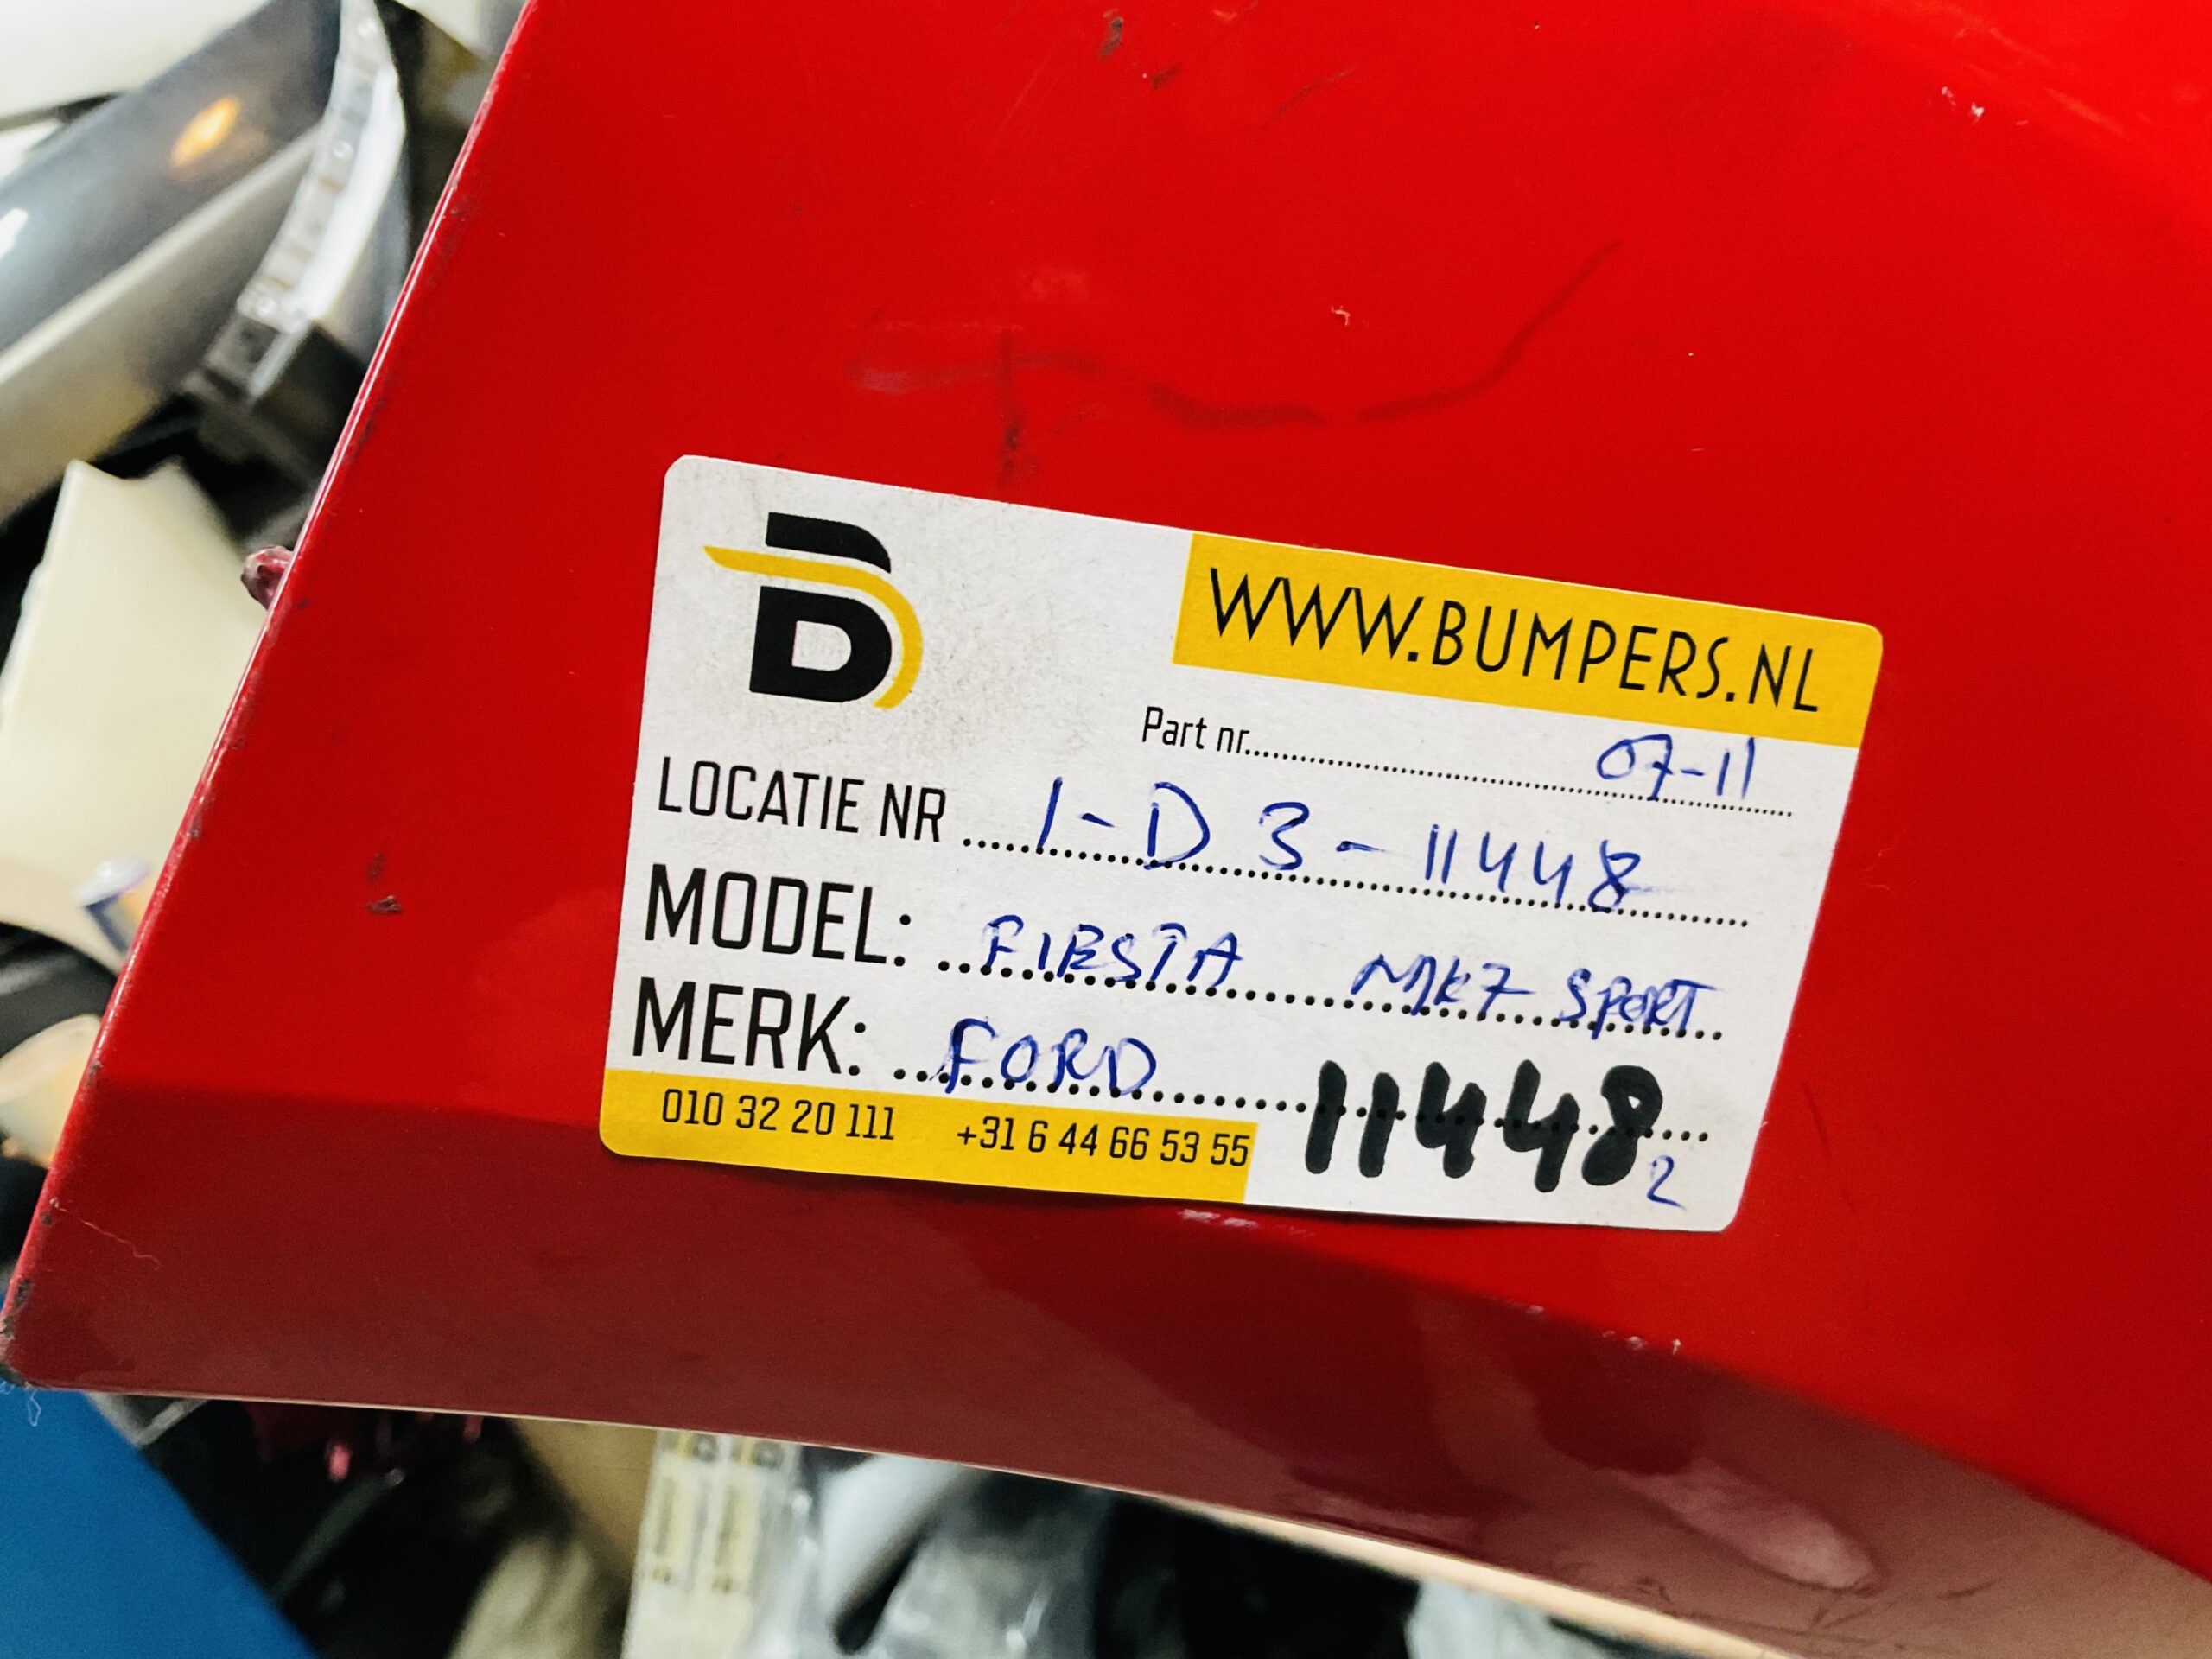 B
WWW.BUMPERS.NL
Part nr. 07-11
LOCATIE NR 1-D3-11448
MODEL: FIESTA MK7 SPORT
MERK: FORD
11448
2
010 32 20 111 +31 6 44 66 53 55